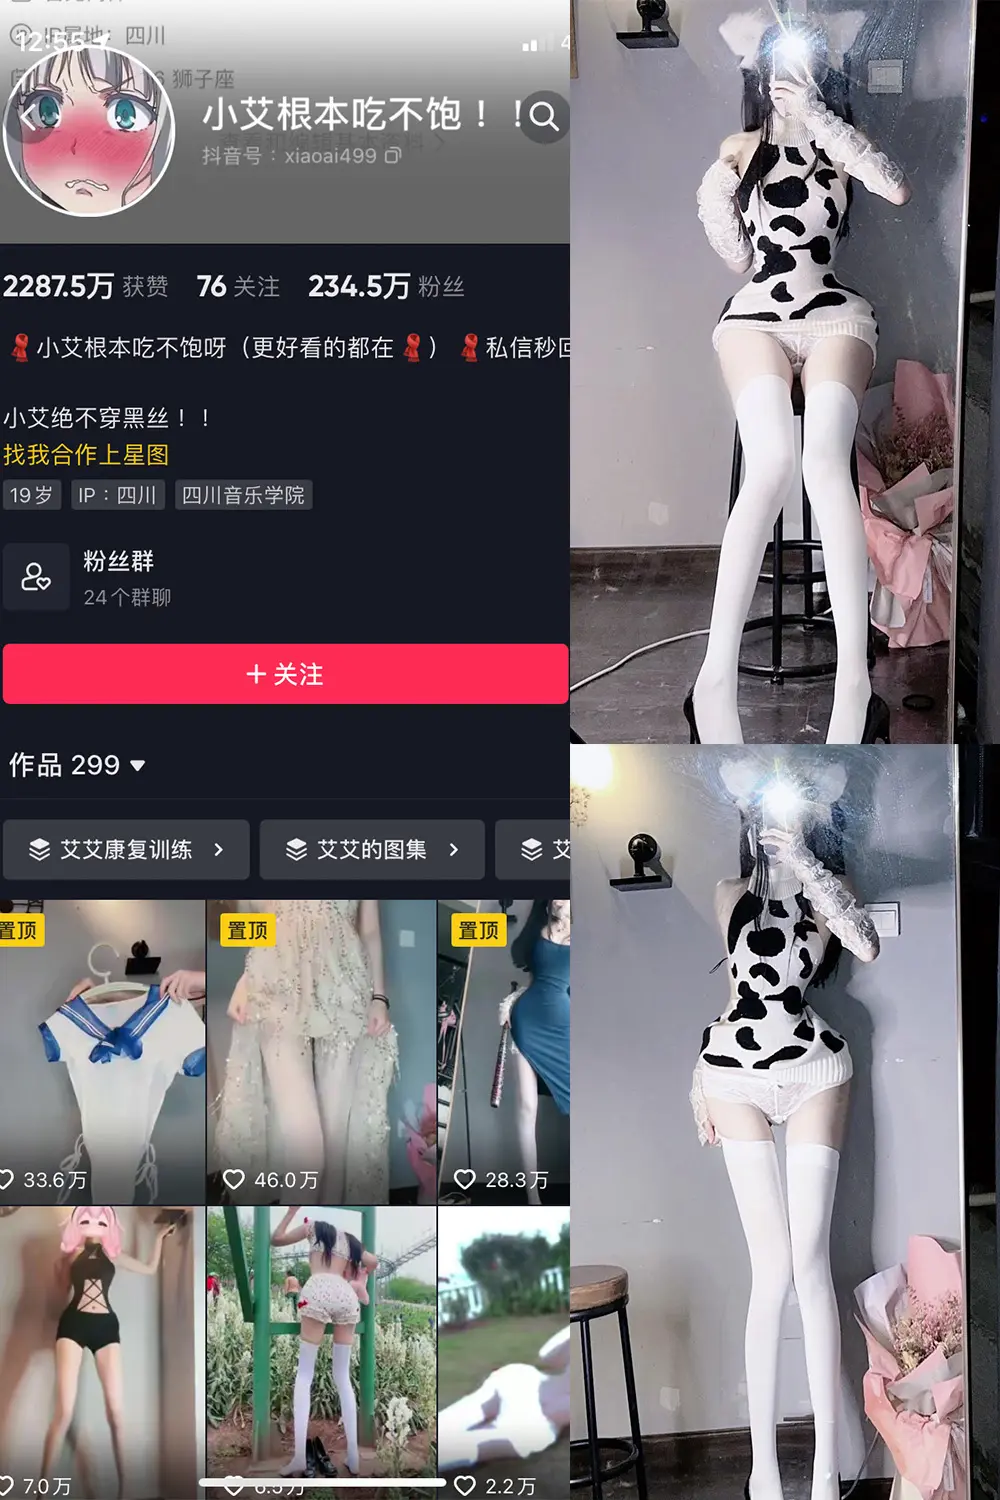 IP属地：四川
12:55
4
狮子座
小艾根本吃不饱！！
抖音号：xiaoai499
2287.5万 获赞 76 关注 234.5万 粉丝
小艾根本吃不饱呀（更好看的都在 ）私信秒回
小艾绝不穿黑丝！！
找我合作上星图
19岁 IP：四川 四川音乐学院
粉丝群
24个群聊
＋关注
作品 299
艾艾康复训练 艾艾的图集 艾
置顶 置顶 置顶
33.6万 46.0万 28.3万
7.0万 6.5万 2.2万